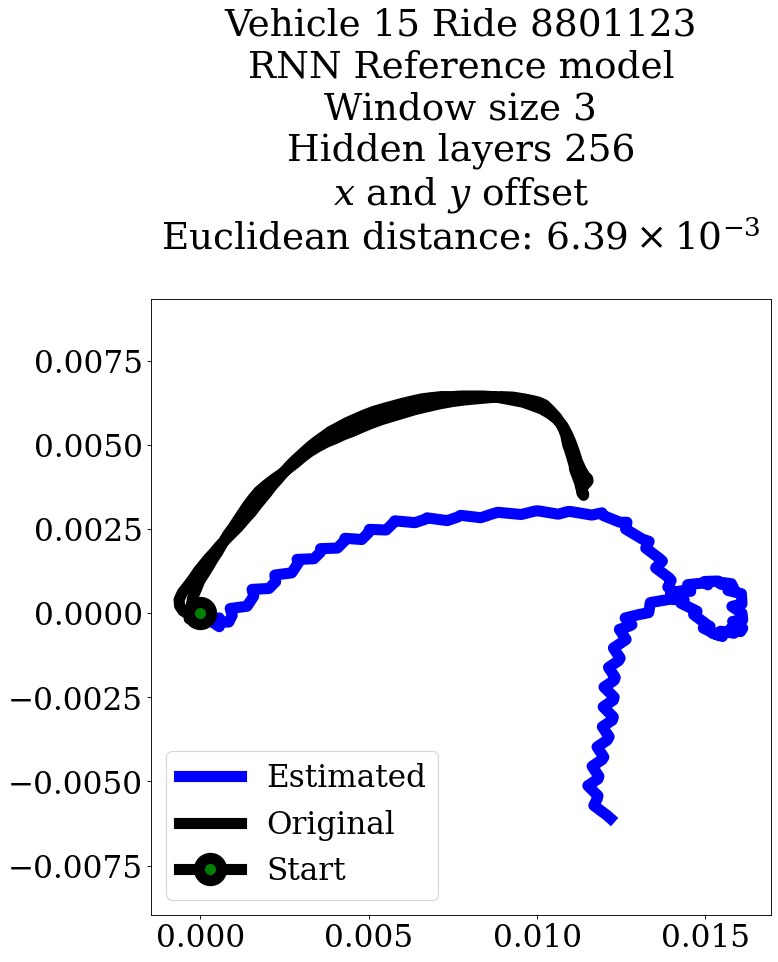 Vehicle 15 Ride 8801123
RNN Reference model
Window size 3
Hidden layers 256
x and y offset
Euclidean distance: 6.39 × 10⁻³
0.0075
0.0050
0.0025
0.0000
−0.0025
−0.0050
−0.0075
Estimated
Original
Start
0.000 0.005 0.010 0.015